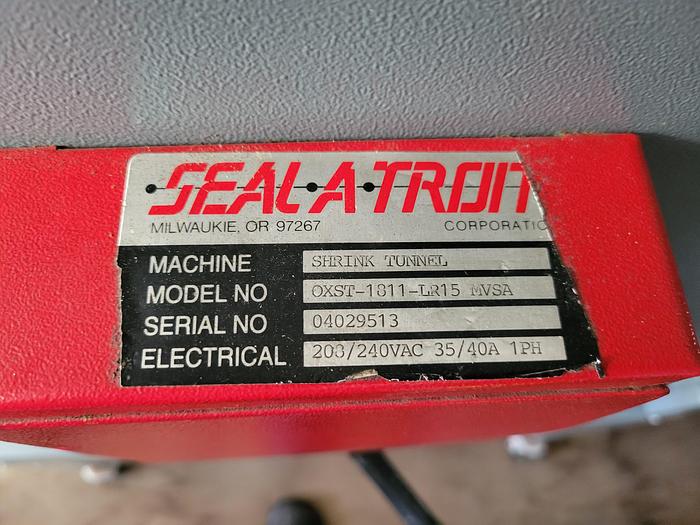 SEAL•A•TRON
MILWAUKIE, OR 97267 CORPORATIO
MACHINE SHRINK TUNNEL
MODEL NO OXST-1811-LR15 MVSA
SERIAL NO 04029513
ELECTRICAL 208/240VAC 35/40A 1PH